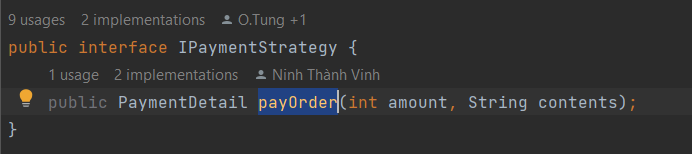 9 usages 2 implementations O.Tung +1
public interface IPaymentStrategy {
1 usage 2 implementations Ninh Thành Vinh
public PaymentDetail payOrder(int amount, String contents);
}